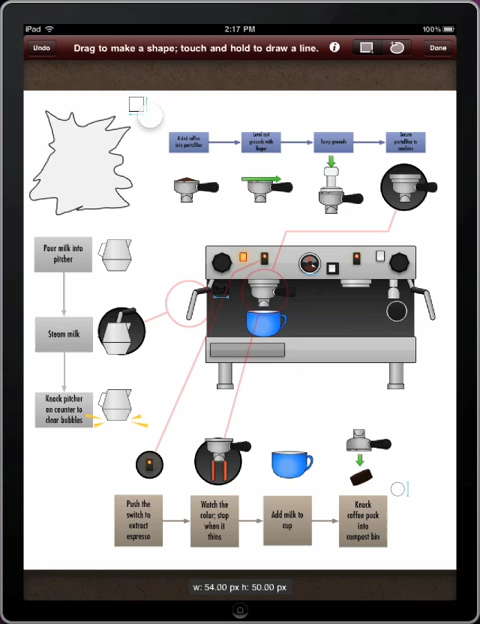 iPad
2:17 PM
100%
Undo
Drag to make a shape; touch and hold to draw a line.
Done
Added coffee
into portafilter
Level out
grounds with
finger
Tamp grounds
Secure
portafilter to
machine
Pour milk into
pitcher
Steam milk
Knock pitcher
on counter to
clear bubbles
Push the
switch to
extract
espresso
Watch the
color; stop
when it
thins
Add milk to
cup
Knock
coffee puck
into
compost bin
w: 54.00 px h: 50.00 px